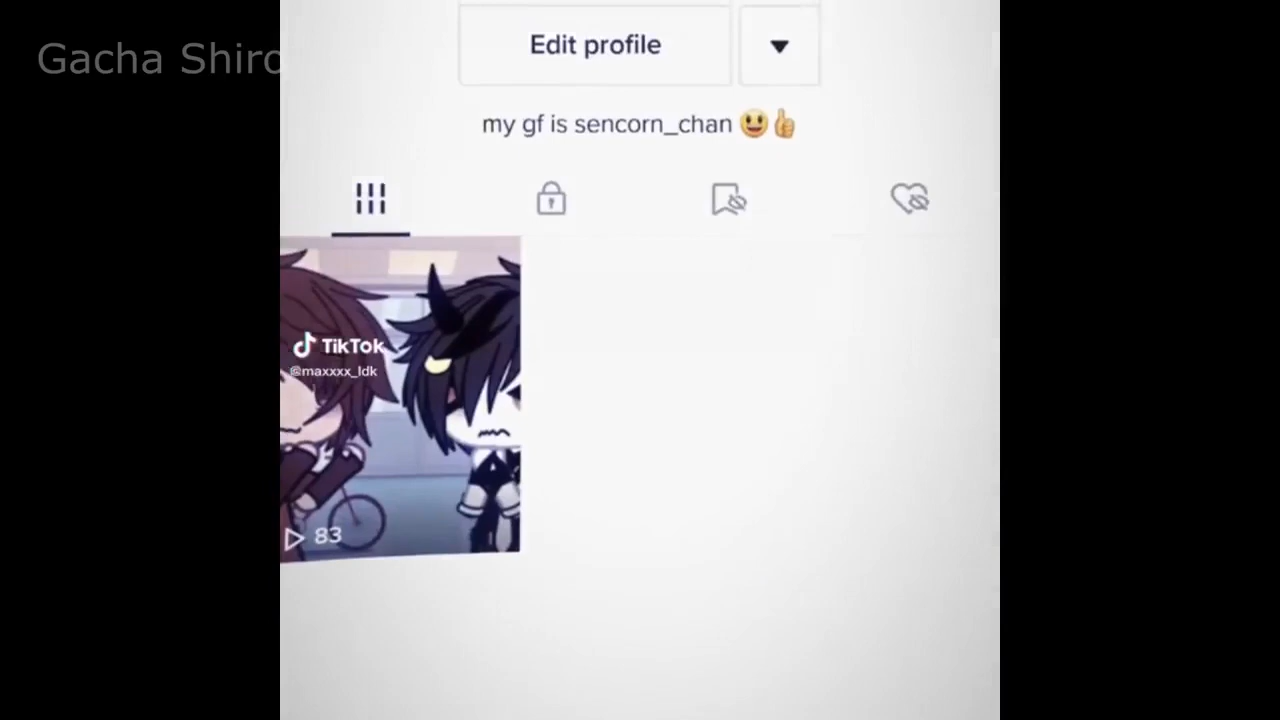 Gacha Shiro
Edit profile
my gf is sencorn_chan 😃👍
TikTok
@maxxxx_ldk
83